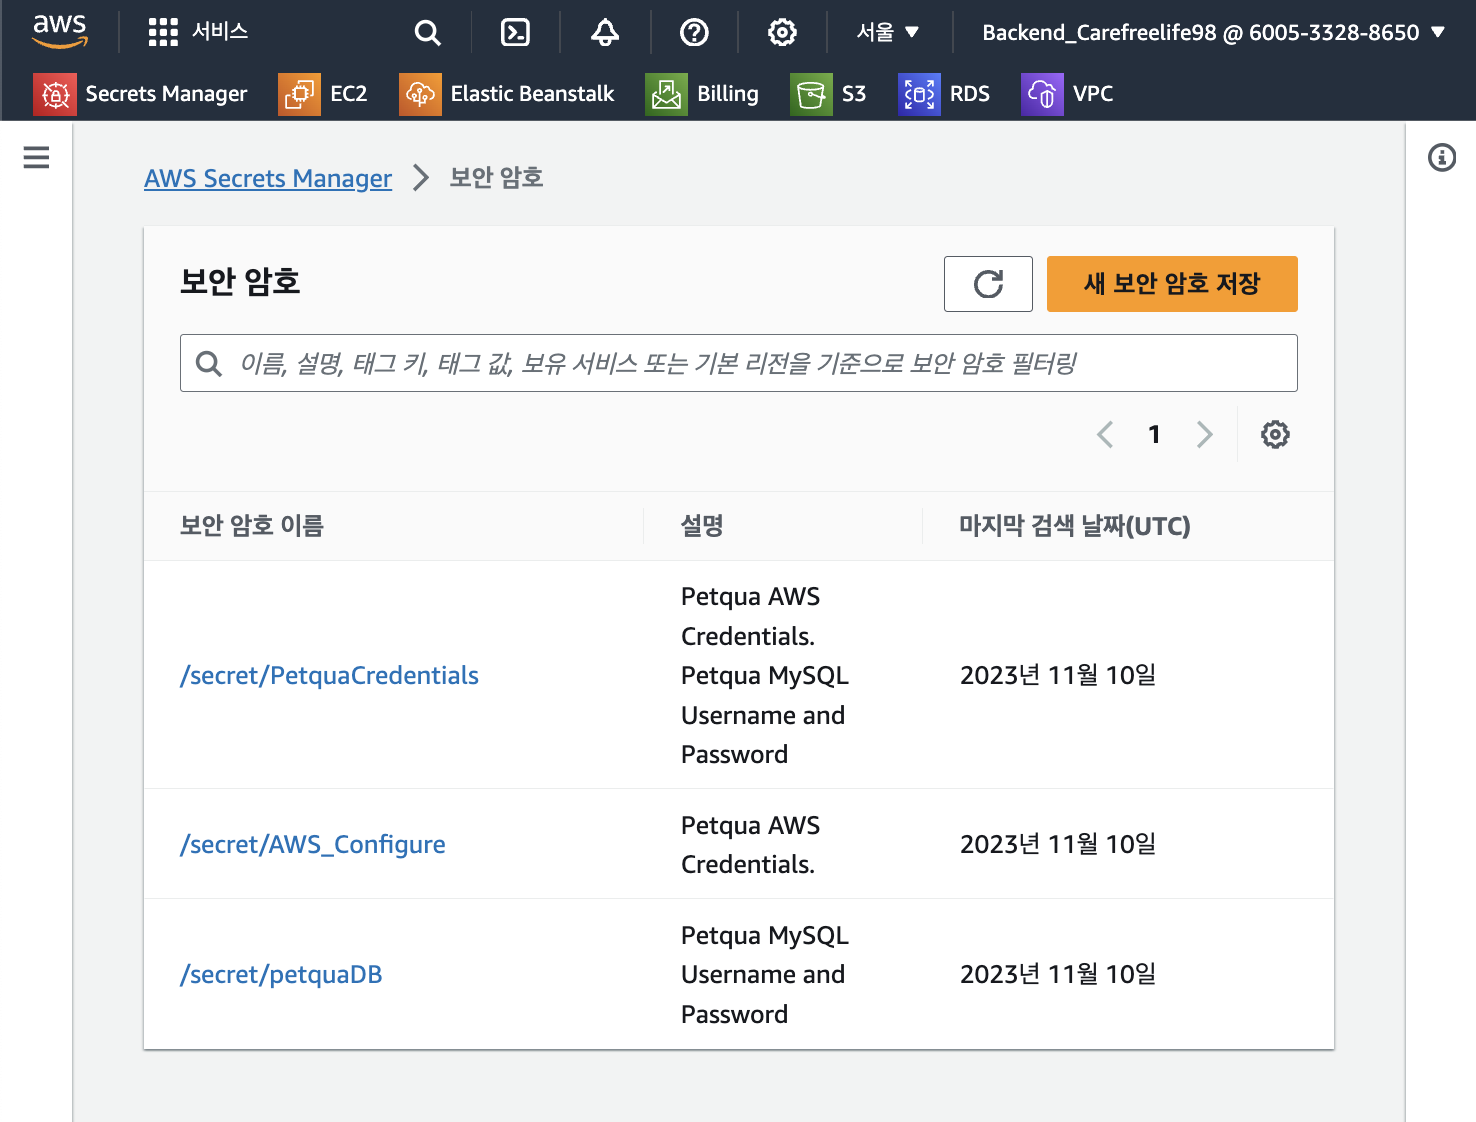 aws
서비스
서울 ▼
Backend_Carefreelife98 @ 6005-3328-8650 ▼
Secrets Manager
EC2
Elastic Beanstalk
Billing
S3
RDS
VPC
AWS Secrets Manager > 보안 암호
보안 암호
새 보안 암호 저장
이름, 설명, 태그 키, 태그 값, 보유 서비스 또는 기본 리전을 기준으로 보안 암호 필터링
1
보안 암호 이름
설명
마지막 검색 날짜(UTC)
/secret/PetquaCredentials
Petqua AWS
Credentials.
Petqua MySQL
Username and
Password
2023년 11월 10일
/secret/AWS_Configure
Petqua AWS
Credentials.
2023년 11월 10일
/secret/petquaDB
Petqua MySQL
Username and
Password
2023년 11월 10일